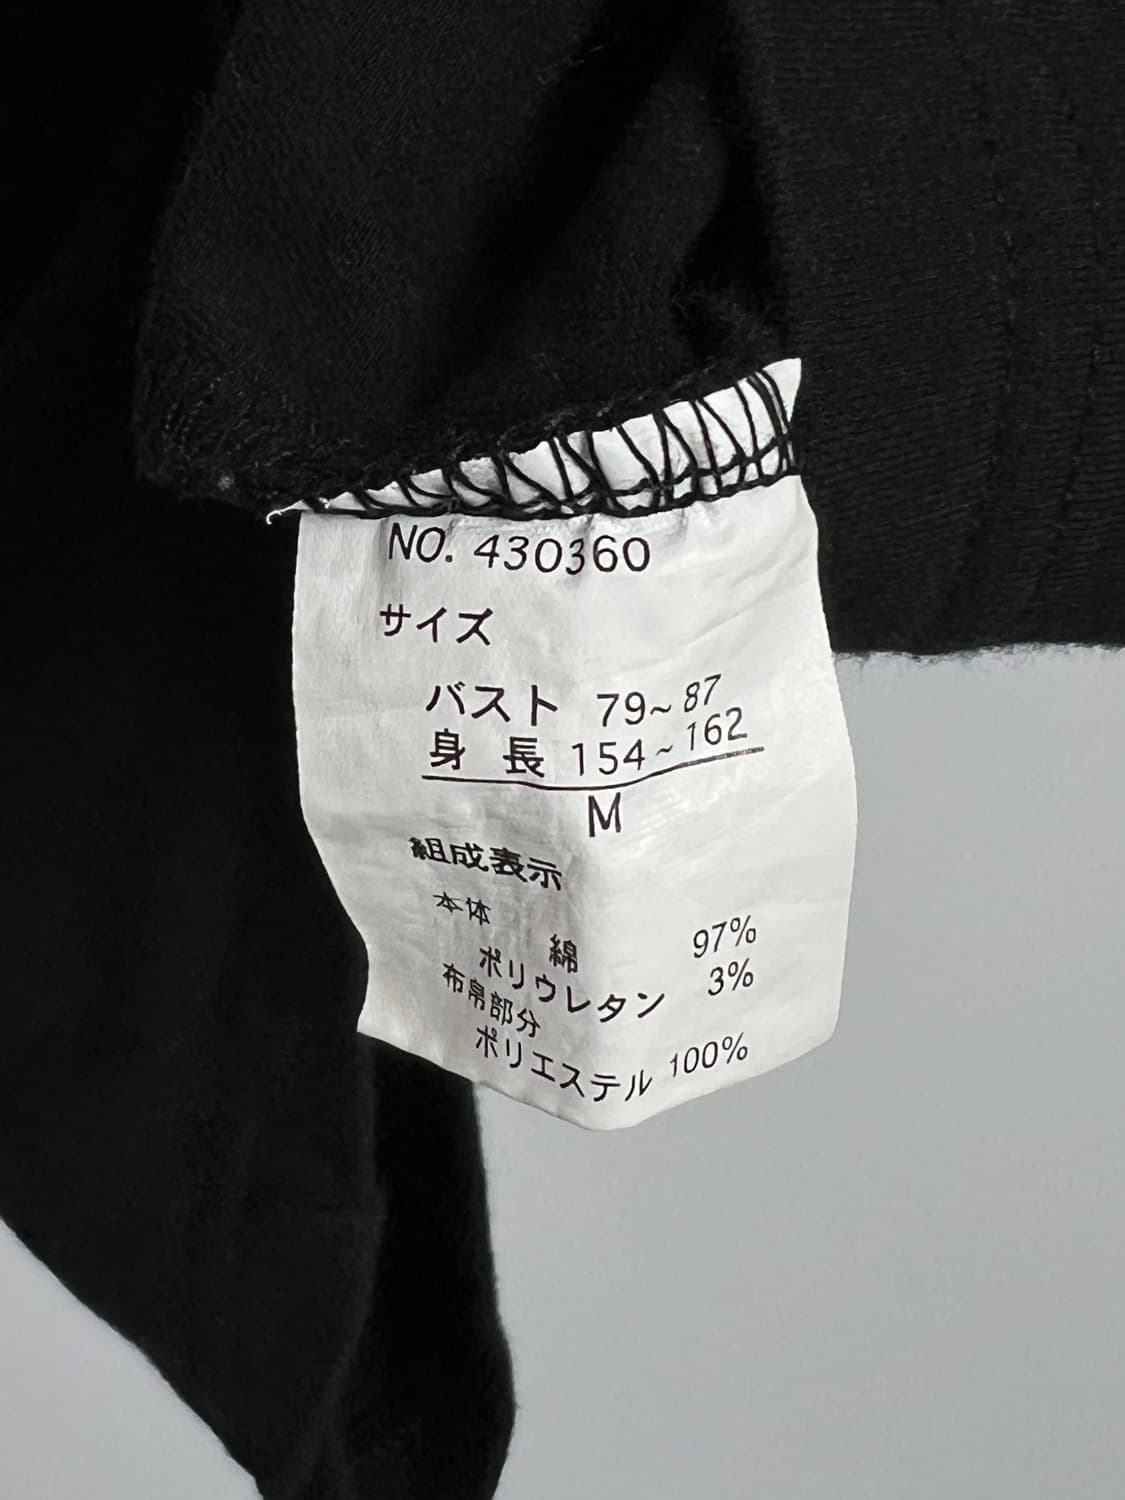 NO. 430360
サイズ
バスト 79~87
身 長 154~162
M
組成表示
本体
綿 97%
ポリウレタン 3%
布帛部分
ポリエステル 100%